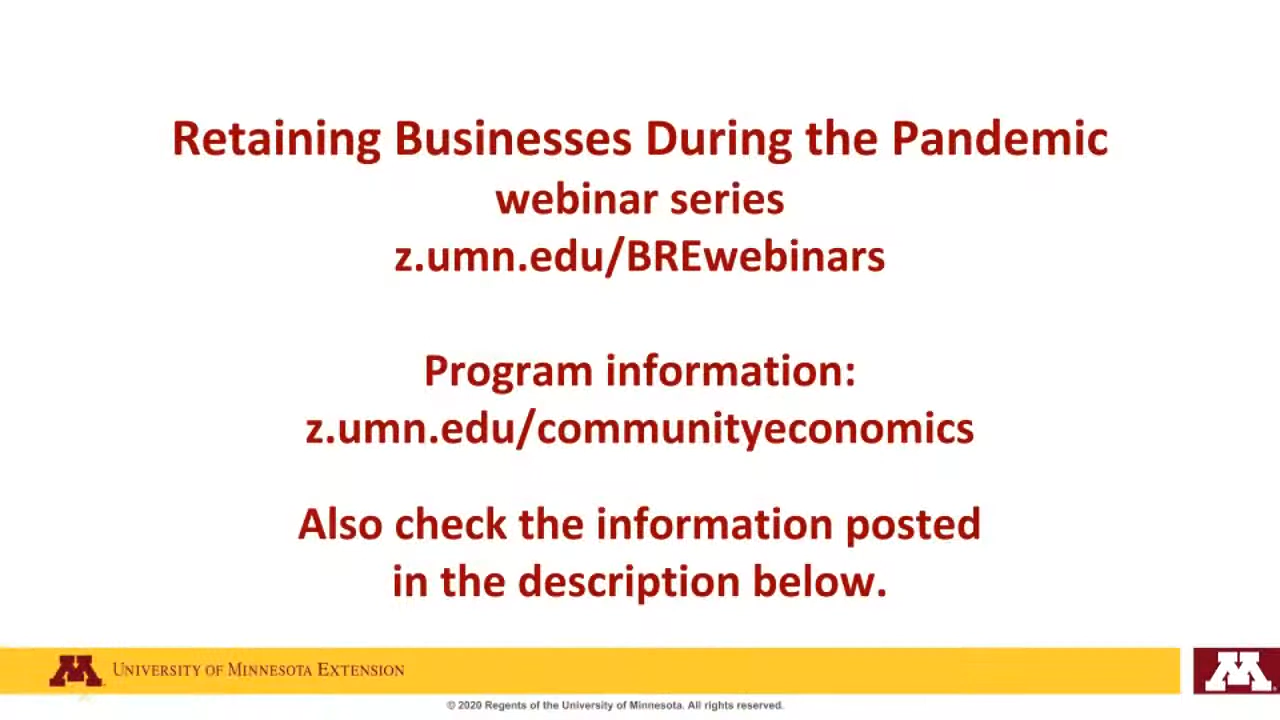 Retaining Businesses During the Pandemic
webinar series
z.umn.edu/BREwebinars
Program information:
z.umn.edu/communityeconomics
Also check the information posted
in the description below.
M UNIVERSITY OF MINNESOTA EXTENSION
M
© 2020 Regents of the University of Minnesota. All rights reserved.